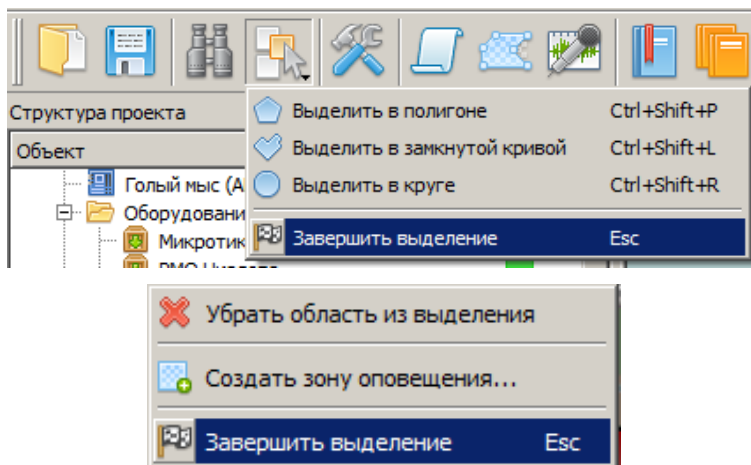 Структура проекта
Выделить в полигоне Ctrl+Shift+P
Объект
Выделить в замкнутой кривой Ctrl+Shift+L
Голый мыс (А
Выделить в круге Ctrl+Shift+R
Оборудовани
Микротик
Завершить выделение Esc
Убрать область из выделения
Создать зону оповещения...
Завершить выделение Esc